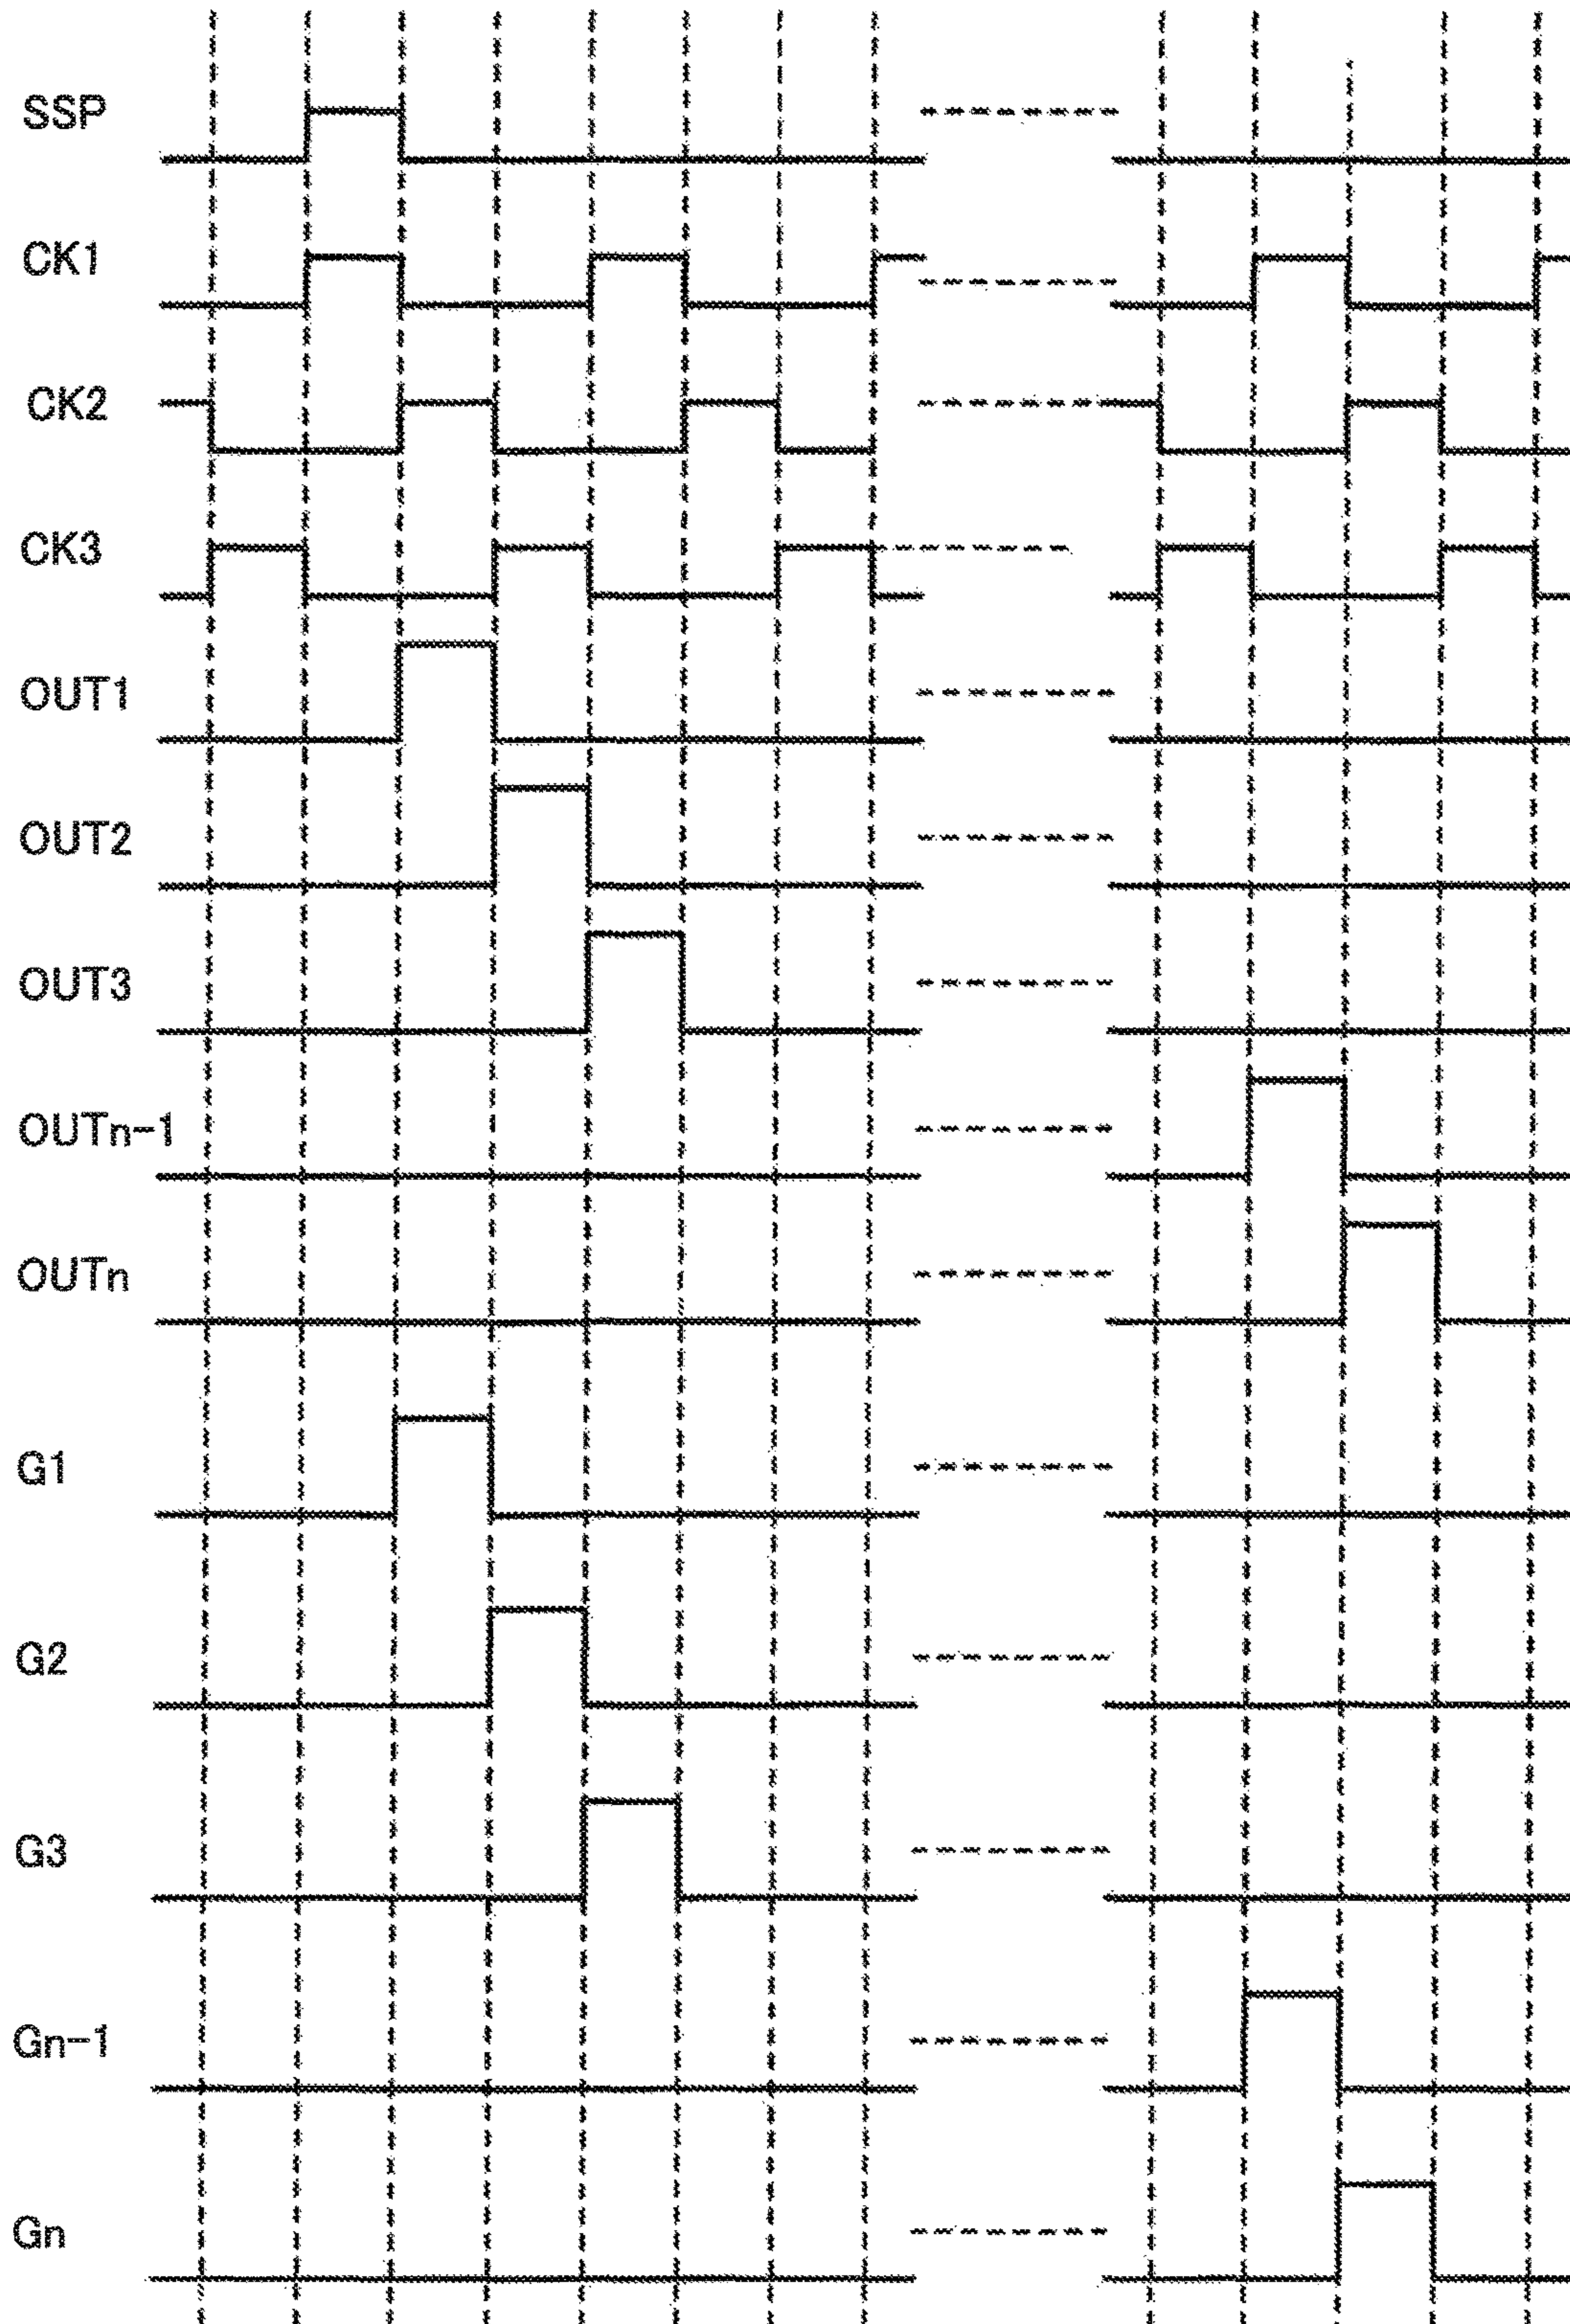 SSP
CK1
CK2
CK3
OUT1
OUT2
OUT3
OUTn-1
OUTn
G1
G2
G3
Gn-1
Gn